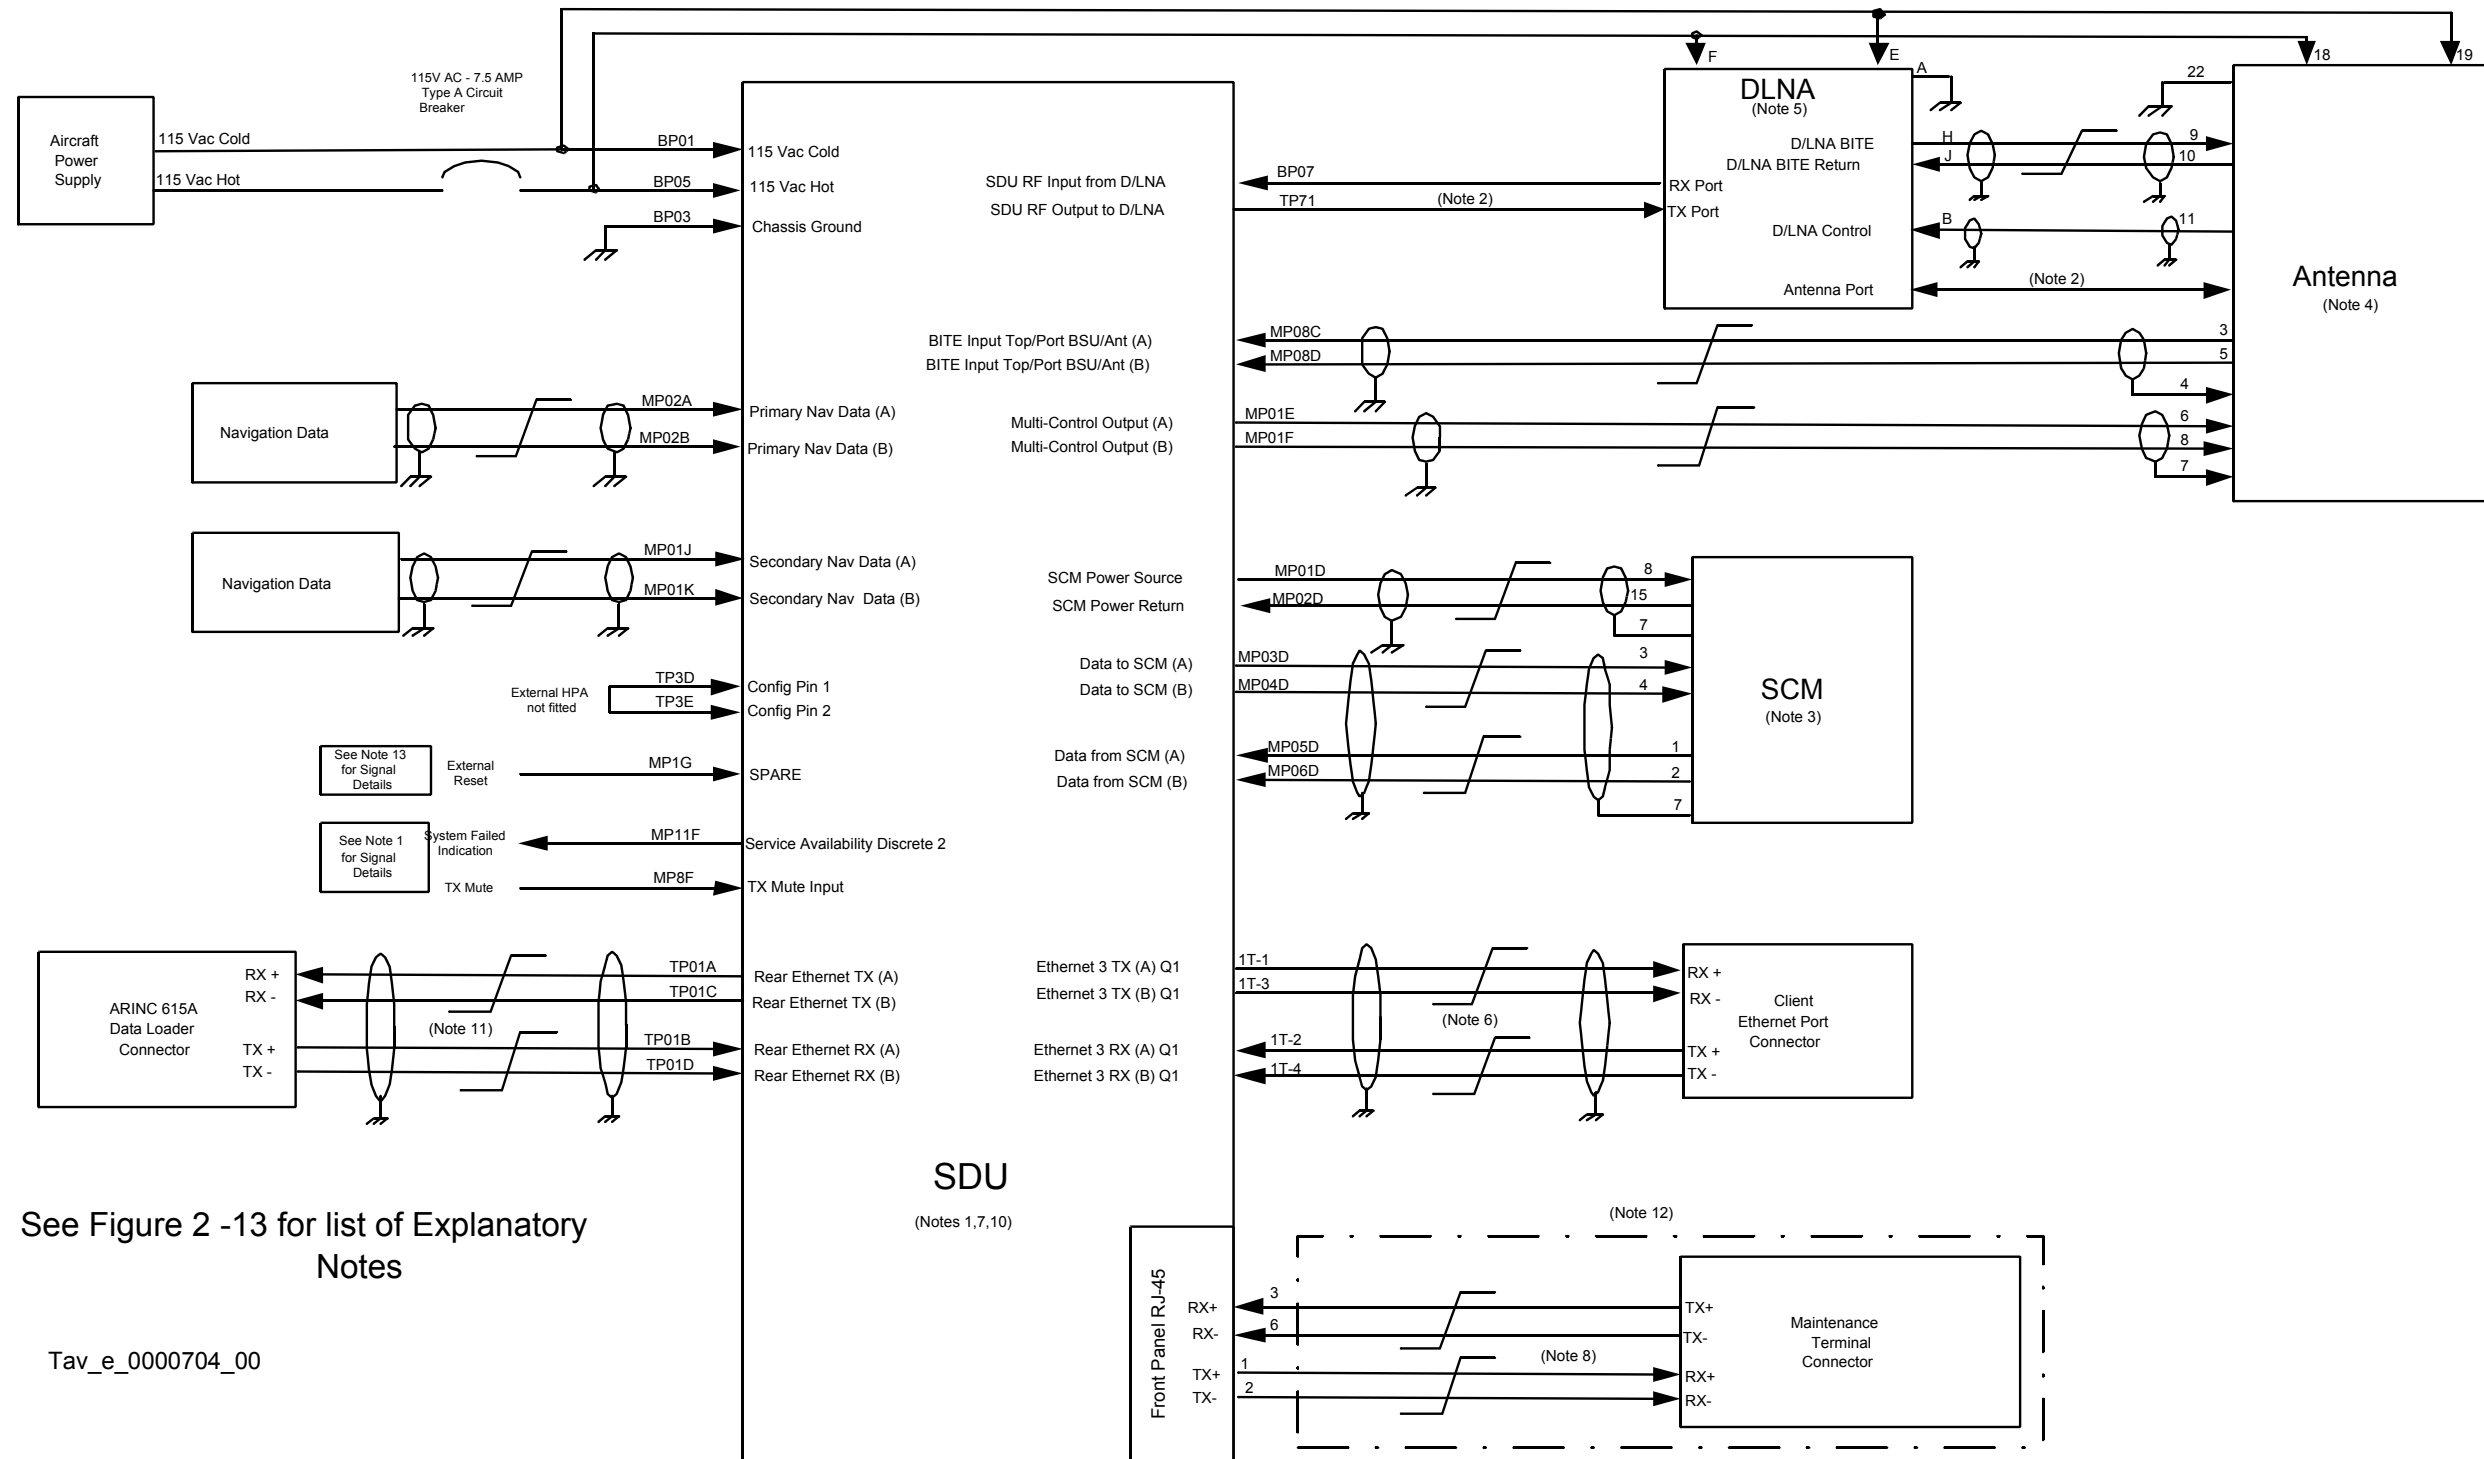 115V AC - 7.5 AMP
Type A Circuit
Breaker
Aircraft
Power
Supply
115 Vac Cold
115 Vac Hot
BP01
BP05
BP03
115 Vac Cold
115 Vac Hot
Chassis Ground
SDU RF Input from D/LNA
SDU RF Output to D/LNA
BP07
TP71
(Note 2)
F
E
A
DLNA
(Note 5)
D/LNA BITE
D/LNA BITE Return
RX Port
TX Port
D/LNA Control
Antenna Port
H
J
B
(Note 2)
18
19
22
9
10
11
Antenna
(Note 4)
3
5
4
6
8
7
BITE Input Top/Port BSU/Ant (A)
BITE Input Top/Port BSU/Ant (B)
MP08C
MP08D
Multi-Control Output (A)
Multi-Control Output (B)
MP01E
MP01F
Navigation Data
MP02A
MP02B
Primary Nav Data (A)
Primary Nav Data (B)
Navigation Data
MP01J
MP01K
Secondary Nav Data (A)
Secondary Nav  Data (B)
SCM Power Source
SCM Power Return
MP01D
MP02D
8
15
7
Data to SCM (A)
Data to SCM (B)
MP03D
MP04D
3
4
SCM
(Note 3)
Data from SCM (A)
Data from SCM (B)
MP05D
MP06D
1
2
7
External HPA
not fitted
TP3D
TP3E
Config Pin 1
Config Pin 2
See Note 13
for Signal
Details
External
Reset
MP1G
SPARE
See Note 1
for Signal
Details
System Failed
Indication
MP11F
Service Availability Discrete 2
TX Mute
MP8F
TX Mute Input
ARINC 615A
Data Loader
Connector
RX +
RX -
TX +
TX -
(Note 11)
TP01A
TP01C
TP01B
TP01D
Rear Ethernet TX (A)
Rear Ethernet TX (B)
Rear Ethernet RX (A)
Rear Ethernet RX (B)
Ethernet 3 TX (A) Q1
Ethernet 3 TX (B) Q1
Ethernet 3 RX (A) Q1
Ethernet 3 RX (B) Q1
1T-1
1T-3
1T-2
1T-4
(Note 6)
RX +
RX -
TX +
TX -
Client
Ethernet Port
Connector
SDU
(Notes 1,7,10)
See Figure 2 -13 for list of Explanatory
Notes
Tav_e_0000704_00
Front Panel RJ-45
RX+
RX-
TX+
TX-
3
6
1
2
(Note 12)
(Note 8)
TX+
TX-
RX+
RX-
Maintenance
Terminal
Connector